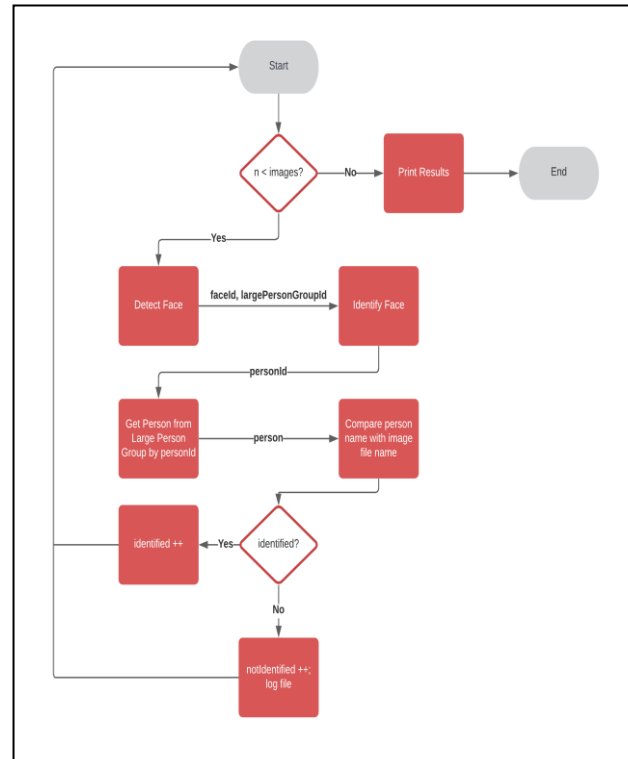 Start
n < images?
No
Print Results
End
Yes
Detect Face
faceId, largePersonGroupId
Identify Face
personId
Get Person from
Large Person
Group by personId
person
Compare person
name with image
file name
identified ++
Yes
identified?
No
notIdentified ++;
log file